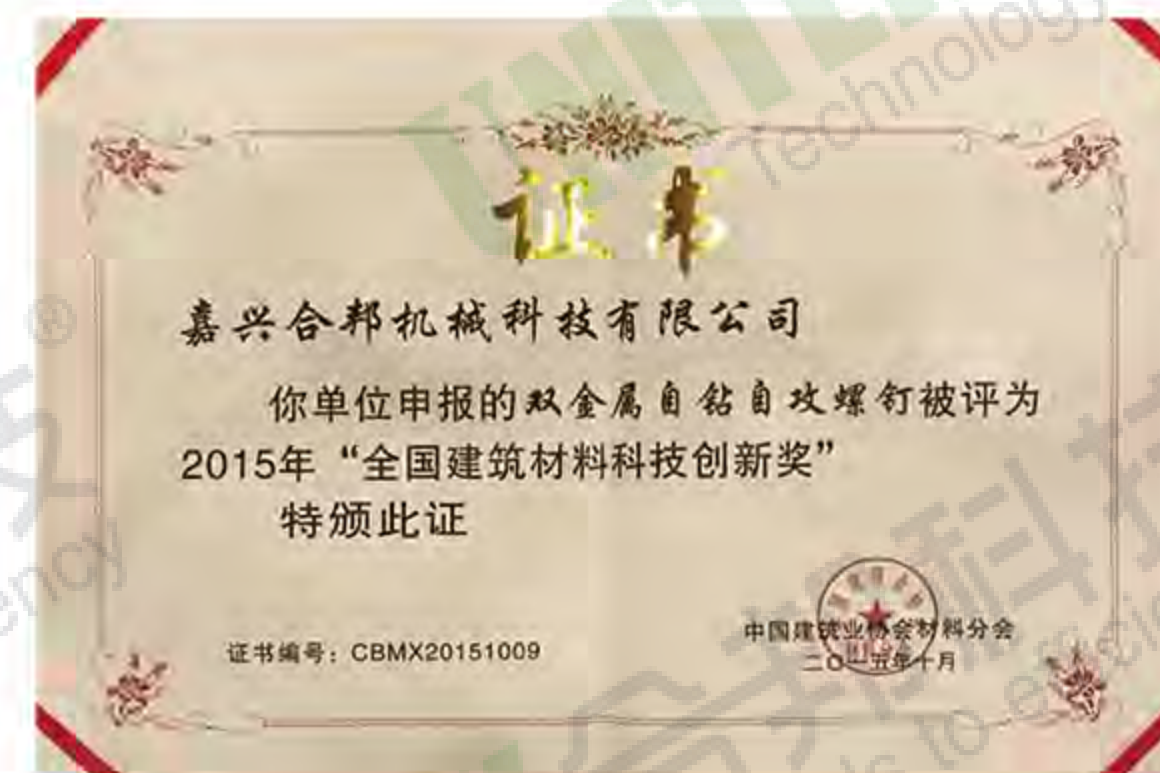 Technology
证书
®
嘉兴合邦机械科技有限公司
你单位申报的双金属自钻自攻螺钉被评为
2015年“全国建筑材料科技创新奖”
特颁此证
证书编号：CBMX20151009
中国建筑业协会材料分会
二〇一五年十月